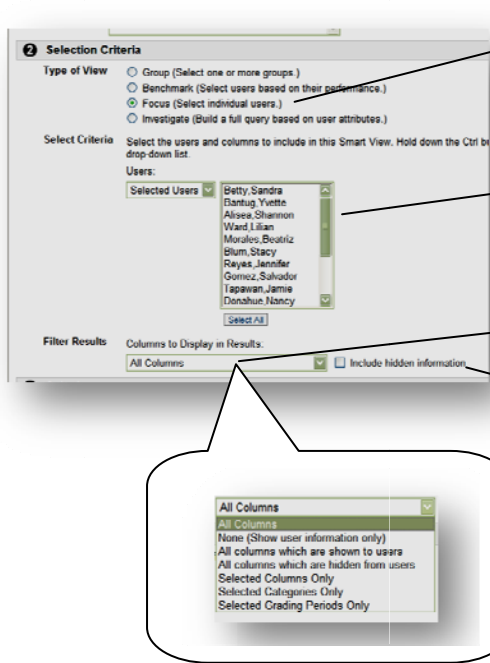 2 Selection Criteria
Type of View
Group (Select one or more groups.)
Benchmark (Select users based on their performance.)
Focus (Select individual users.)
Investigate (Build a full query based on user attributes.)
Select Criteria
Select the users and columns to include in this Smart View. Hold down the Ctrl bu
drop-down list.
Users:
Selected Users
Betty,Sandra
Bantug,Yvette
Alisea,Shannon
Ward,Lilian
Morales,Beatriz
Blum,Stacy
Reyes,Jennifer
Gomez,Salvador
Tapawan,Jamie
Donahue,Nancy
Select All
Filter Results
Columns to Display in Results:
All Columns
Include hidden information
All Columns
All Columns
None (Show user information only)
All columns which are shown to users
All columns which are hidden from users
Selected Columns Only
Selected Categories Only
Selected Grading Periods Only